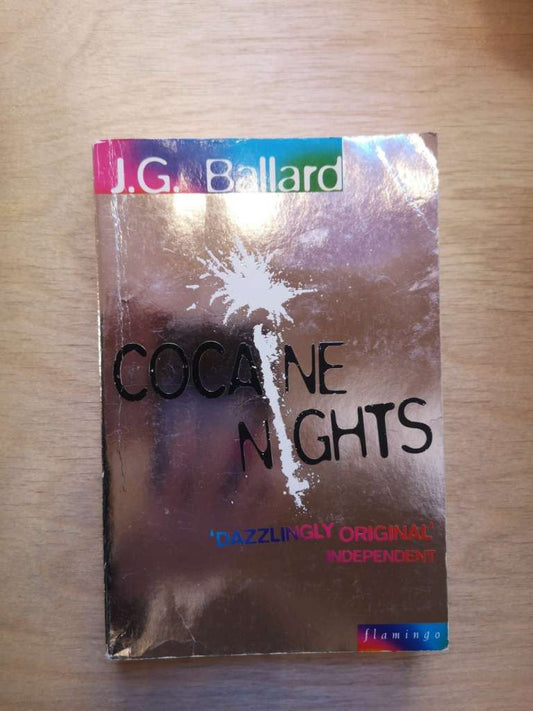 J.G. Ballard
COCAINE
NIGHTS
'DAZZLINGLY ORIGINAL'
INDEPENDENT
flamingo